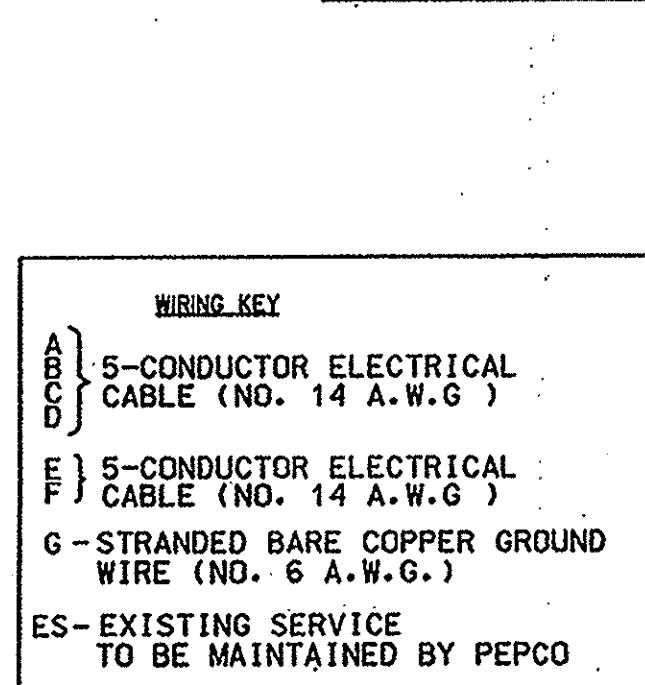 WIRING KEY
A
B
C
D
5-CONDUCTOR ELECTRICAL
CABLE (NO. 14 A.W.G )
E
F
5-CONDUCTOR ELECTRICAL
CABLE (NO. 14 A.W.G )
G - STRANDED BARE COPPER GROUND
WIRE (NO. 6 A.W.G.)
ES- EXISTING SERVICE
TO BE MAINTAINED BY PEPCO